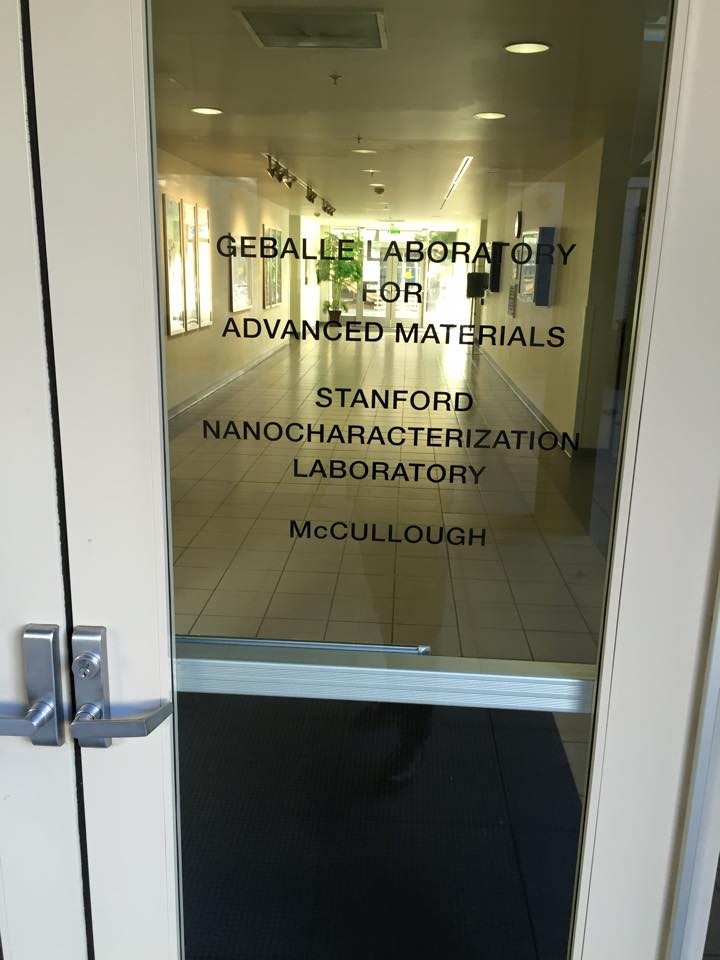 GEBALLE LABORATORY
FOR
ADVANCED MATERIALS
STANFORD
NANOCHARACTERIZATION
LABORATORY
McCULLOUGH